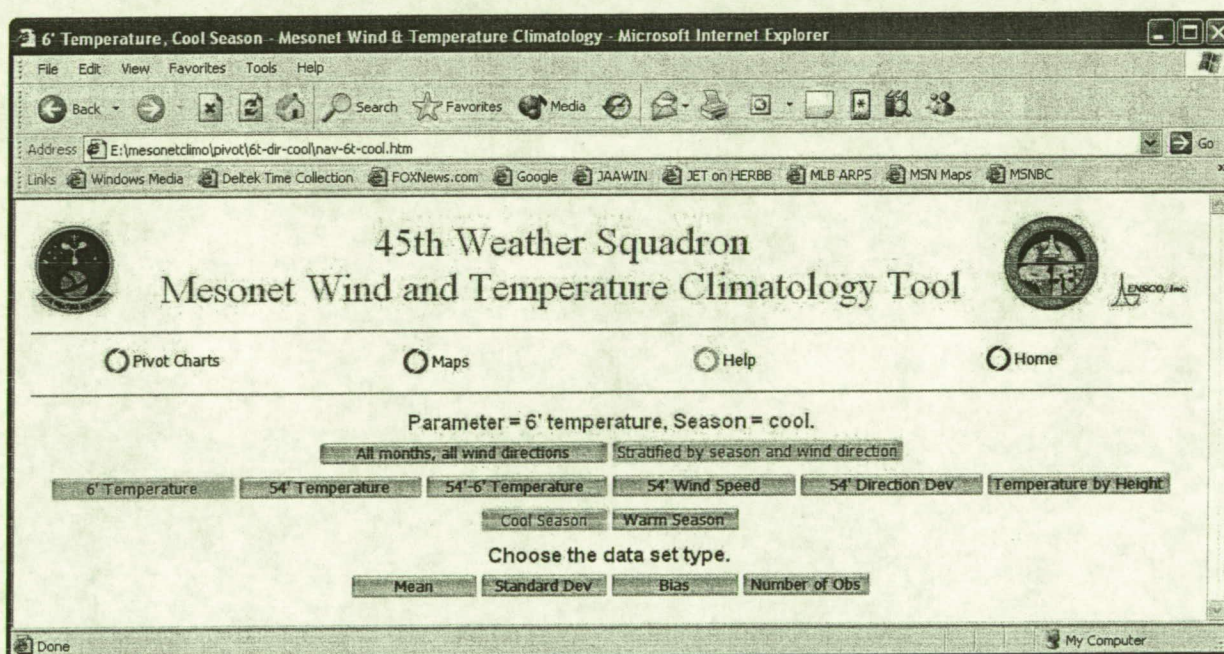 6' Temperature, Cool Season - Mesonet Wind & Temperature Climatology - Microsoft Internet Explorer
File Edit View Favorites Tools Help
Back Search Favorites Media
Address E:\mesonetclimo\pivot\6t-dir-cool\nav-6t-cool.htm Go
Links Windows Media Deltek Time Collection FOXNews.com Google JAAWIN JET on HERBB MLB ARPS MSN Maps MSNBC
45th Weather Squadron
Mesonet Wind and Temperature Climatology Tool
ENSCO, Inc.
Pivot Charts Maps Help Home
Parameter = 6' temperature, Season = cool.
All months, all wind directions Stratified by season and wind direction
6' Temperature 54' Temperature 54'-6' Temperature 54' Wind Speed 54' Direction Dev Temperature by Height
Cool Season Warm Season
Choose the data set type.
Mean Standard Dev Bias Number of Obs
Done My Computer